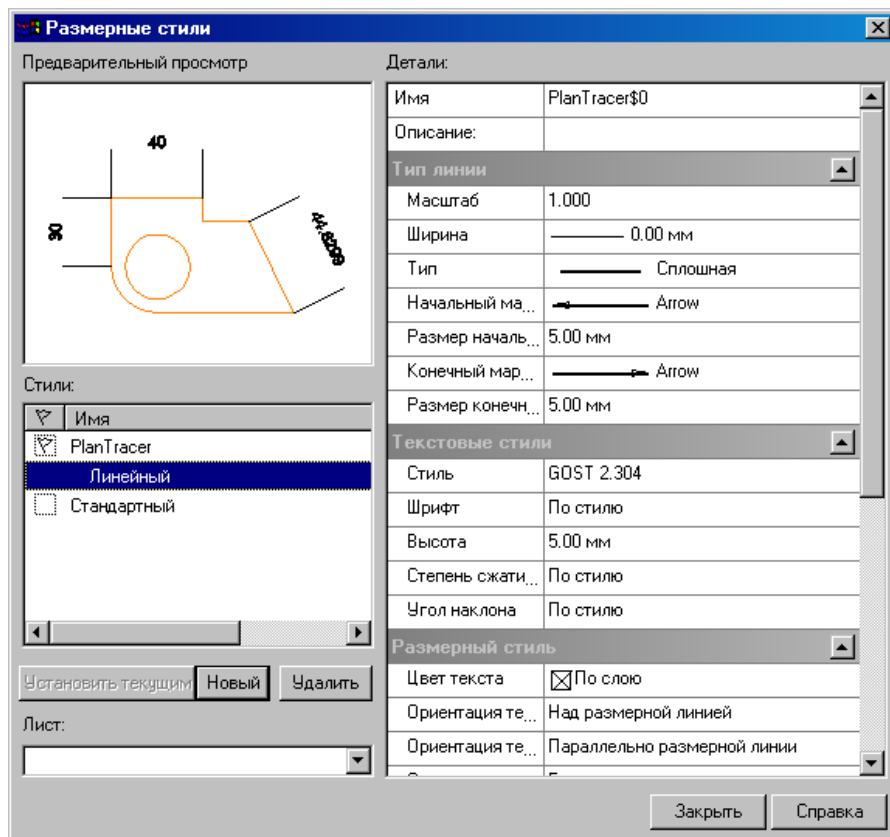 Размерные стили
Предварительный просмотр
40
30
44,6299
Стили:
Имя
PlanTracer
Линейный
Стандартный
Установить текущим
Новый
Удалить
Лист:
Детали:
Имя PlanTracer$0
Описание:
Тип линии
Масштаб 1.000
Ширина 0.00 мм
Тип Сплошная
Начальный ма... Arrow
Размер началь... 5.00 мм
Конечный мар... Arrow
Размер конечн... 5.00 мм
Текстовые стили
Стиль GOST 2.304
Шрифт По стилю
Высота 5.00 мм
Степень сжати... По стилю
Угол наклона По стилю
Размерный стиль
Цвет текста По слою
Ориентация те... Над размерной линией
Ориентация те... Параллельно размерной линии
Закрыть
Справка